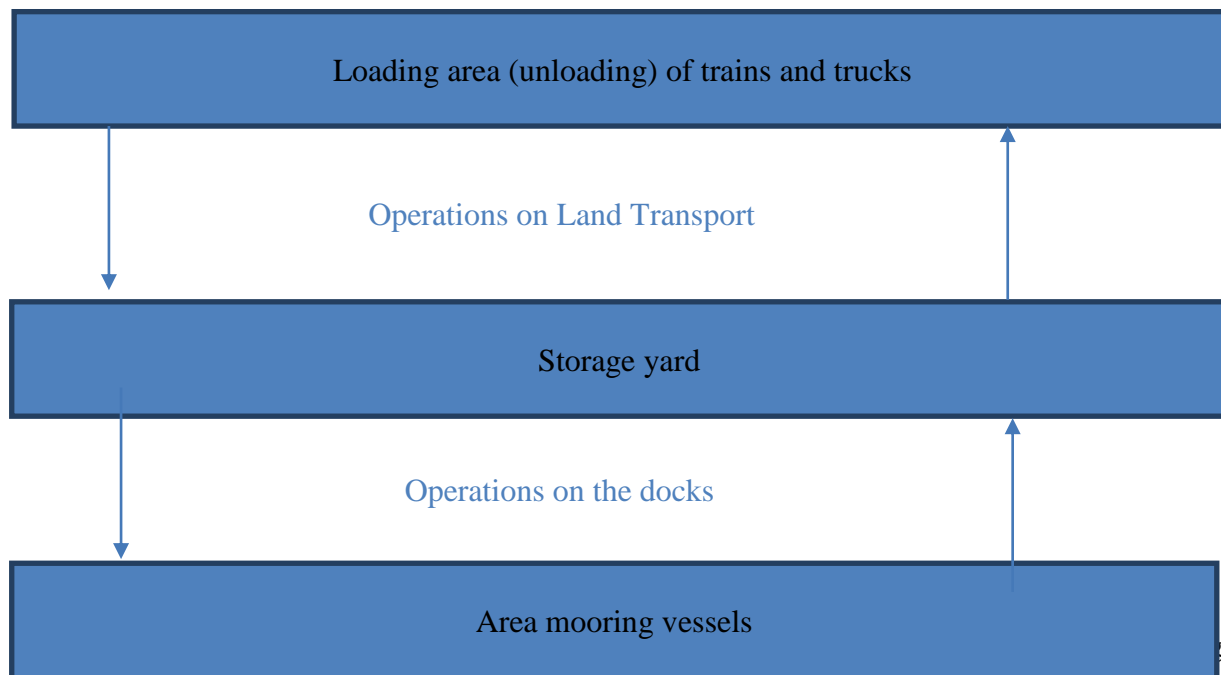 Loading area (unloading) of trains and trucks
Operations on Land Transport
Storage yard
Operations on the docks
Area mooring vessels